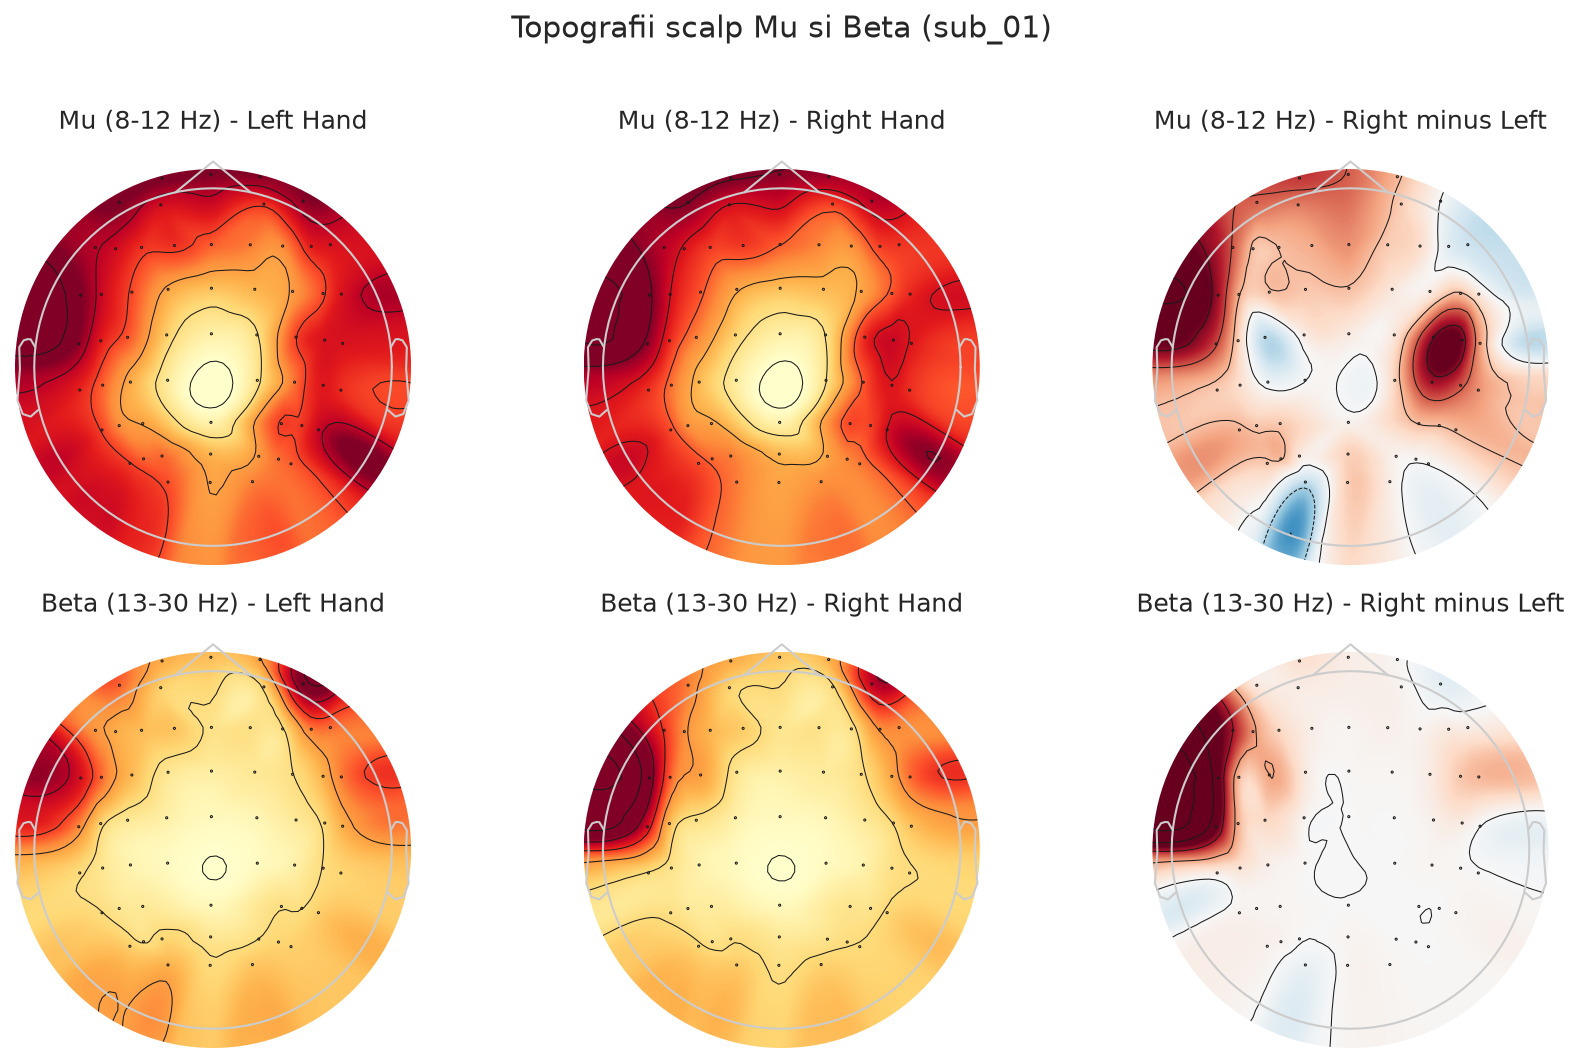 Topografii scalp Mu si Beta (sub_01)
Mu (8-12 Hz) - Left Hand
Mu (8-12 Hz) - Right Hand
Mu (8-12 Hz) - Right minus Left
Beta (13-30 Hz) - Left Hand
Beta (13-30 Hz) - Right Hand
Beta (13-30 Hz) - Right minus Left